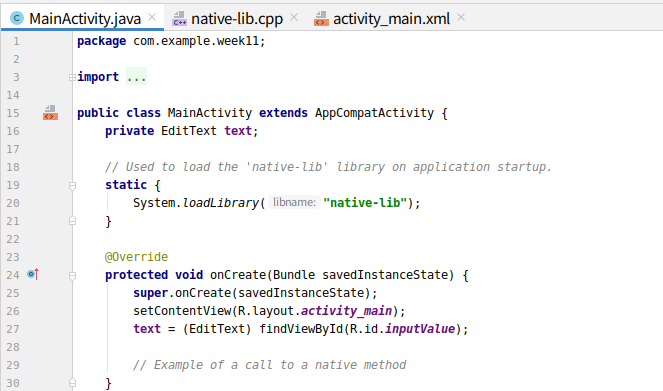 MainActivity.java × native-lib.cpp × activity_main.xml ×
1 package com.example.week11;
2
3 import ...
14
15 public class MainActivity extends AppCompatActivity {
16 private EditText text;
17
18 // Used to load the 'native-lib' library on application startup.
19 static {
20 System.loadLibrary( libname: "native-lib");
21 }
22
23 @Override
24 protected void onCreate(Bundle savedInstanceState) {
25 super.onCreate(savedInstanceState);
26 setContentView(R.layout.activity_main);
27 text = (EditText) findViewById(R.id.inputValue);
28
29 // Example of a call to a native method
30 }